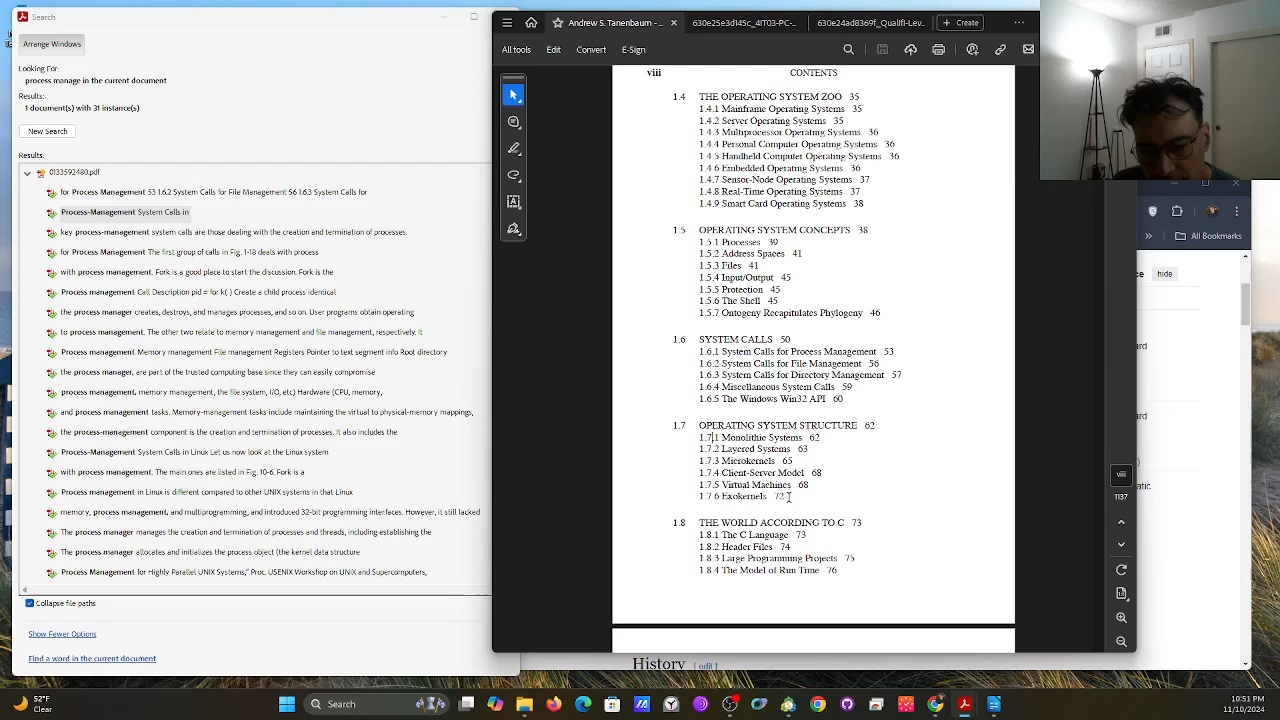 Search
Arrange Windows
Looking For:
process manage in the current document
Results:
1 document(s) with 31 instance(s)
New Search
Results:
0133592480.pdf
for Process Management 53 1.6.2 System Calls for File Management 56 1.6.3 System Calls for
Process-Management System Calls in
key process-management system calls are those dealing with the creation and termination of processes.
for Process Management The first group of calls in Fig. 1-18 deals with process
with process management. Fork is a good place to start the discussion. Fork is the
Process management Call Description pid = for k( ) Create a child process identical
the process manager creates, destroys, and manages processes, and so on. User programs obtain operating
to process management. The other two relate to memory management and file management, respectively. It
Process management Memory management File management Registers Pointer to text segment info Root directory
the process manager, are part of the trusted computing base since they can easily compromise
process management, memory management, the file system, I/O, etc) Hardware (CPU, memory,
and process management tasks. Memory-management tasks include maintaining the virtual to physical-memory mappings,
the process-management component is the creation and termination of processes. It also includes the
Process-Management System Calls in Linux Let us now look at the Linux system
with process management. The main ones are listed in Fig. 10-6. Fork is a
Process management in Linux is different compared to other UNIX systems in that Linux
memory, process management, and multiprogramming, and introduced 32-bit programming interfaces. However, it still lacked
The process manager manages the creation and termination of processes and threads, including establishing the
The process manager allocates and initializes the process object (the kernel data structure
Process Management for Highly Parallel UNIX Systems," Proc. USENIX Workshop on UNIX and Supercomputers,
Collapse file paths
Show Fewer Options
Find a word in the current document
Andrew S.Tanenbaum - ...
630e25e3d145c_4IT03-PC-...
630e24ad8369f_Qualifi-Lev...
+ Create
All tools Edit Convert E-Sign
viii CONTENTS
1.4 THE OPERATING SYSTEM ZOO 35
1.4.1 Mainframe Operating Systems 35
1.4.2 Server Operating Systems 35
1.4.3 Multiprocessor Operating Systems 36
1.4.4 Personal Computer Operating Systems 36
1.4.5 Handheld Computer Operating Systems 36
1.4.6 Embedded Operating Systems 36
1.4.7 Sensor-Node Operating Systems 37
1.4.8 Real-Time Operating Systems 37
1.4.9 Smart Card Operating Systems 38
1.5 OPERATING SYSTEM CONCEPTS 38
1.5.1 Processes 39
1.5.2 Address Spaces 41
1.5.3 Files 41
1.5.4 Input/Output 45
1.5.5 Protection 45
1.5.6 The Shell 45
1.5.7 Ontogeny Recapitulates Phylogeny 46
1.6 SYSTEM CALLS 50
1.6.1 System Calls for Process Management 53
1.6.2 System Calls for File Management 56
1.6.3 System Calls for Directory Management 57
1.6.4 Miscellaneous System Calls 59
1.6.5 The Windows Win32 API 60
1.7 OPERATING SYSTEM STRUCTURE 62
1.7.1 Monolithic Systems 62
1.7.2 Layered Systems 63
1.7.3 Microkernels 65
1.7.4 Client-Server Model 68
1.7.5 Virtual Machines 68
1.7.6 Exokernels 72
1.8 THE WORLD ACCORDING TO C 73
1.8.1 The C Language 73
1.8.2 Header Files 74
1.8.3 Large Programming Projects 75
1.8.4 The Model of Run Time 76
viii
1137
History [ edit ]
All Bookmarks
hide
52°F
Clear
Search
10:51 PM
11/10/2024